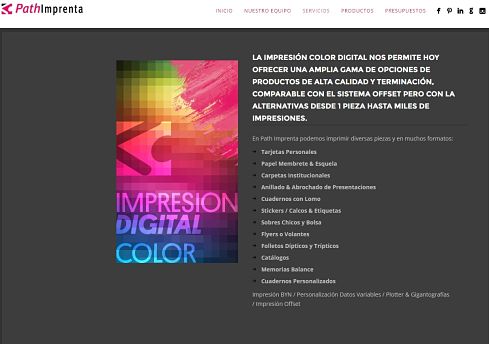 PathImprenta
INICIO NUESTRO EQUIPO SERVICIOS PRODUCTOS PRESUPUESTOS
LA IMPRESIÓN COLOR DIGITAL NOS PERMITE HOY
OFRECER UNA AMPLIA GAMA DE OPCIONES DE
PRODUCTOS DE ALTA CALIDAD Y TERMINACIÓN,
COMPARABLE CON EL SISTEMA OFFSET PERO CON LA
ALTERNATIVAS DESDE 1 PIEZA HASTA MILES DE
IMPRESIONES.
En Path Imprenta podemos imprimir diversas piezas y en muchos formatos:
Tarjetas Personales
Papel Membrete & Esquela
Carpetas Institucionales
Anillado & Abrochado de Presentaciones
Cuadernos con Lomo
Stickers / Calcos & Etiquetas
Sobres Chicos y Bolsa
Flyers o Volantes
Folletos Dípticos y Trípticos
Catálogos
Memorias Balance
Cuadernos Personalizados
Impresión BYN / Personalización Datos Variables / Plotter & Gigantografías
/ Impresión Offset
IMPRESION
DIGITAL
COLOR